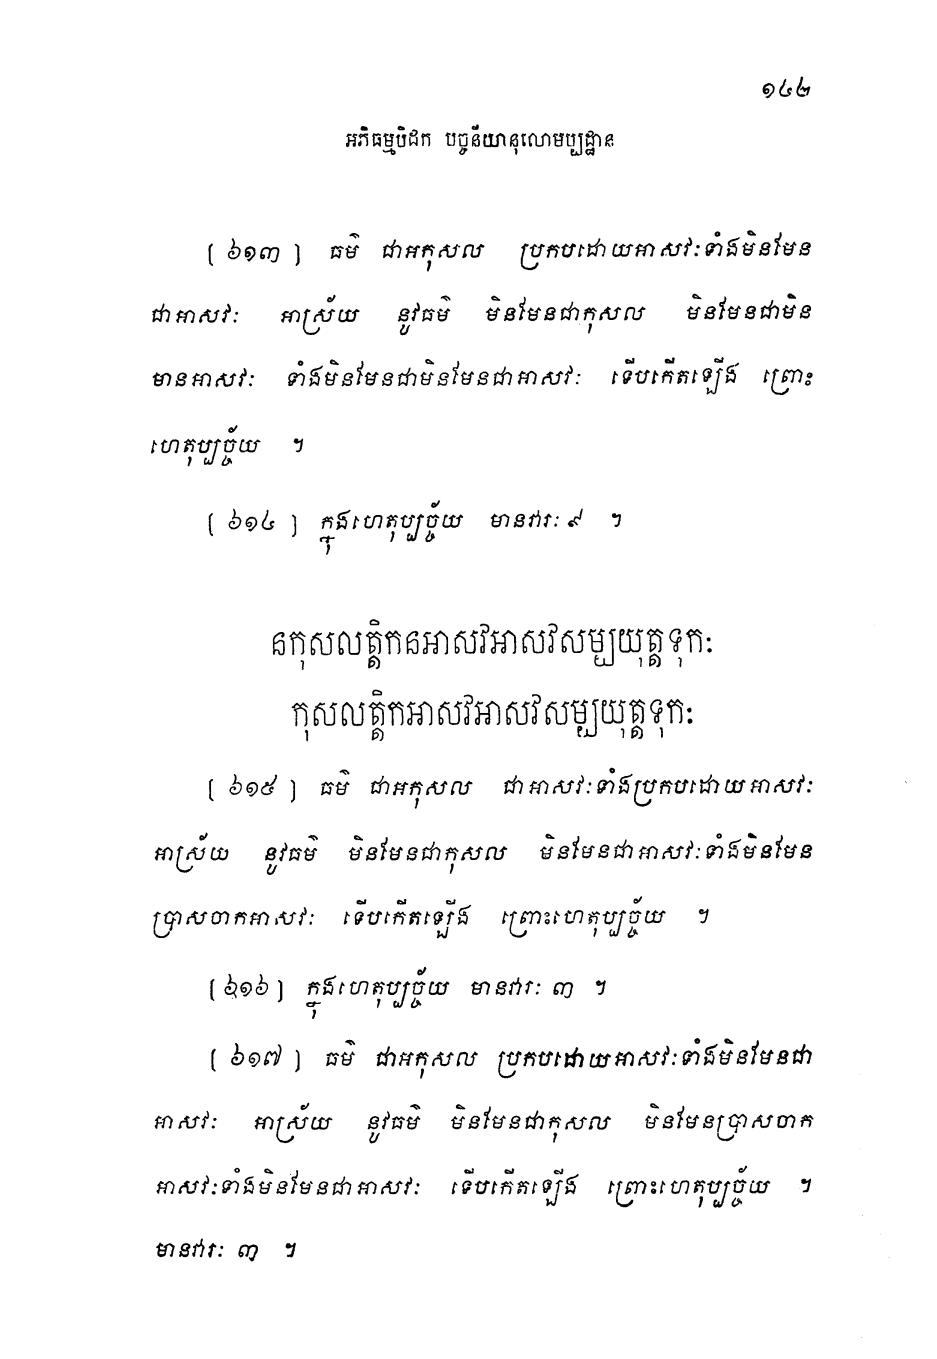 ១៤២
អភិធម្មបិដក បច្ចនីយានុលោមប្បដ្ឋាន
[ ៦១៣ ] ធម៌ ជាអកុសល ប្រកបដោយអាសវៈទាំងមិនមែន
ជាអាសវៈ អាស្រ័យ នូវធម៌ មិនមែនជាកុសល មិនមែនជាមិន
មានអាសវៈ ទាំងមិនមែនជាមិនមែនជាអាសវៈ ទើបកើតឡើង ព្រោះ
ហេតុប្បច្ច័យ ។
[ ៦១៤ ] ក្នុងហេតុប្បច្ច័យ មានវារៈ ៩ ។
នកុសលត្តិកនអាសវអាសវសម្បយុត្តទុកៈ
កុសលត្តិកអាសវអាសវសម្បយុត្តទុកៈ
[ ៦១៥ ] ធម៌ ជាអកុសល ជាអាសវៈទាំងប្រកបដោយអាសវៈ
អាស្រ័យ នូវធម៌ មិនមែនជាកុសល មិនមែនជាអាសវៈទាំងមិនមែន
ប្រាសចាកអាសវៈ ទើបកើតឡើង ព្រោះហេតុប្បច្ច័យ ។
[ ៦១៦ ] ក្នុងហេតុប្បច្ច័យ មានវារៈ ៣ ។
[ ៦១៧ ] ធម៌ ជាអកុសល ប្រកបដោយអាសវៈទាំងមិនមែនជា
អាសវៈ អាស្រ័យ នូវធម៌ មិនមែនជាកុសល មិនមែនប្រាសចាក
អាសវៈទាំងមិនមែនជាអាសវៈ ទើបកើតឡើង ព្រោះហេតុប្បច្ច័យ ។
មានវារៈ ៣ ។